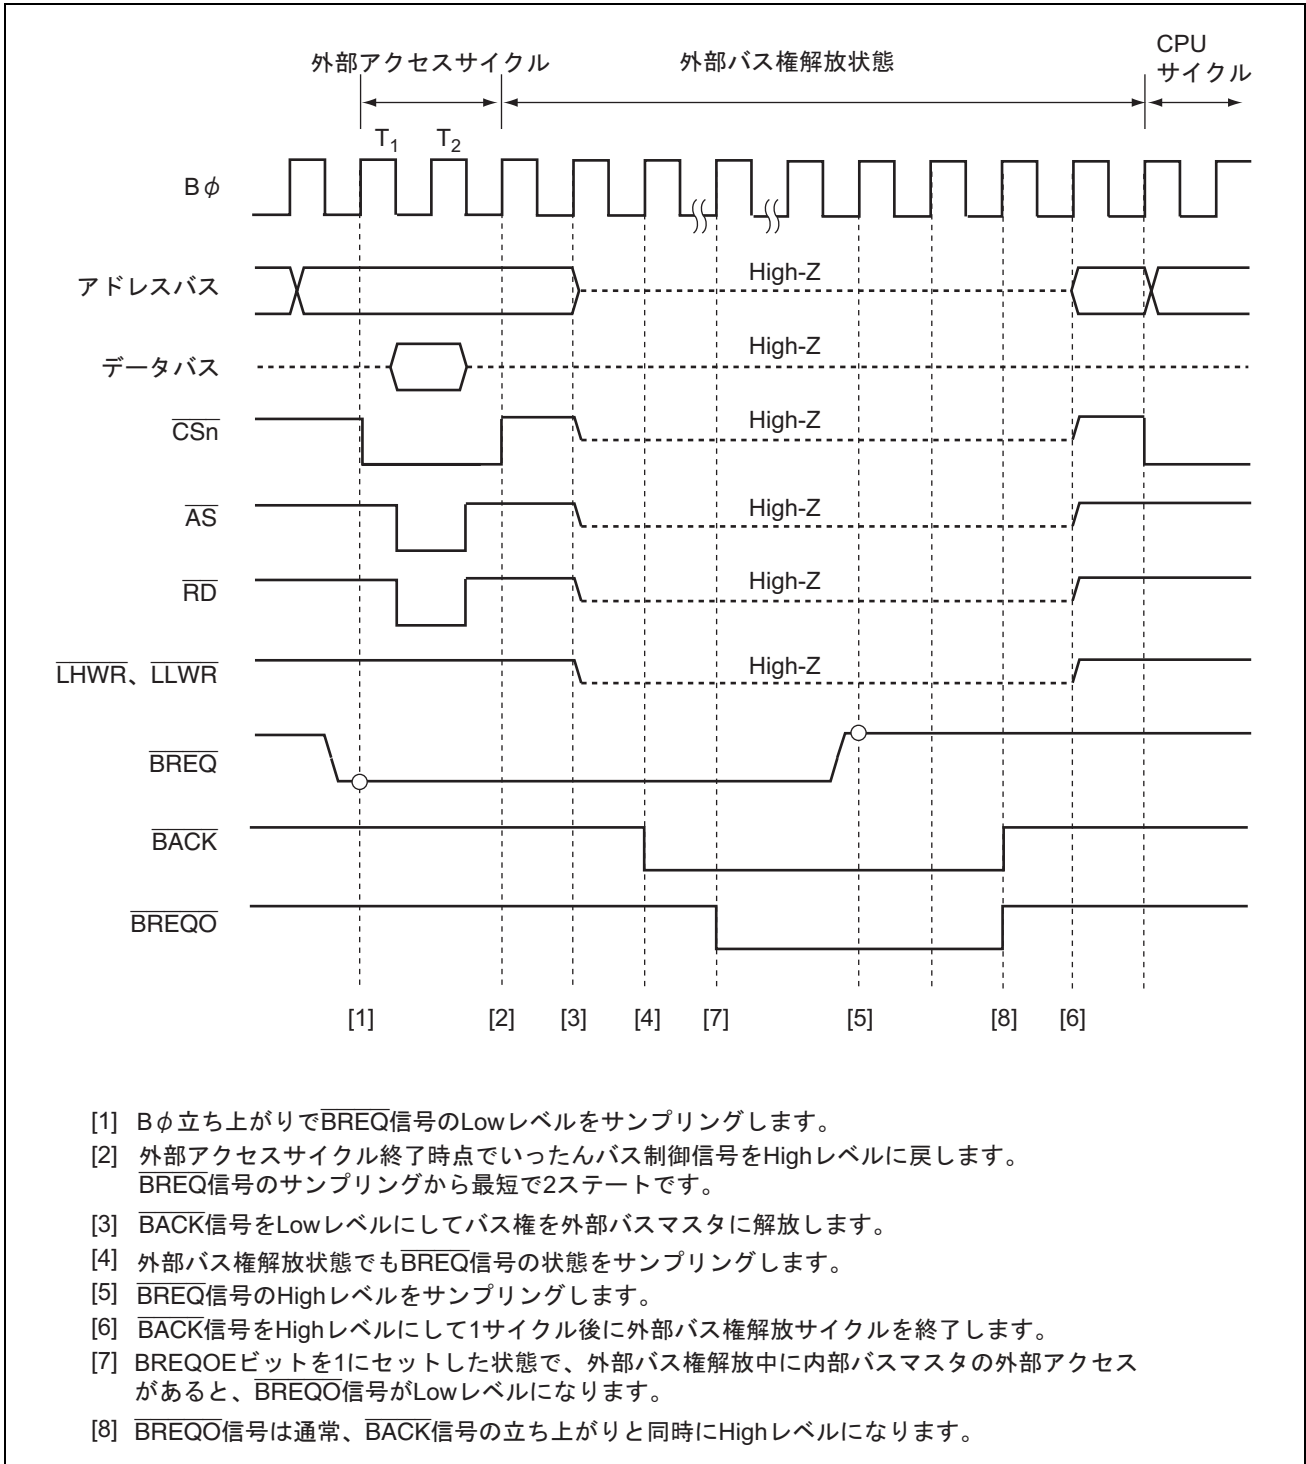 外部アクセスサイクル 外部バス権解放状態 CPU
サイクル
T1 T2
Bφ
アドレスバス High-Z
データバス High-Z
CSn High-Z
AS High-Z
RD High-Z
LHWR、LLWR High-Z
BREQ
BACK
BREQO
[1] [2] [3] [4] [7] [5] [8] [6]
[1] Bφ立ち上がりでBREQ信号のLowレベルをサンプリングします。
[2] 外部アクセスサイクル終了時点でいったんバス制御信号をHighレベルに戻します。
BREQ信号のサンプリングから最短で2ステートです。
[3] BACK信号をLowレベルにしてバス権を外部バスマスタに解放します。
[4] 外部バス権解放状態でもBREQ信号の状態をサンプリングします。
[5] BREQ信号のHighレベルをサンプリングします。
[6] BACK信号をHighレベルにして1サイクル後に外部バス権解放サイクルを終了します。
[7] BREQOEビットを1にセットした状態で、外部バス権解放中に内部バスマスタの外部アクセス
があると、BREQO信号がLowレベルになります。
[8] BREQO信号は通常、BACK信号の立ち上がりと同時にHighレベルになります。